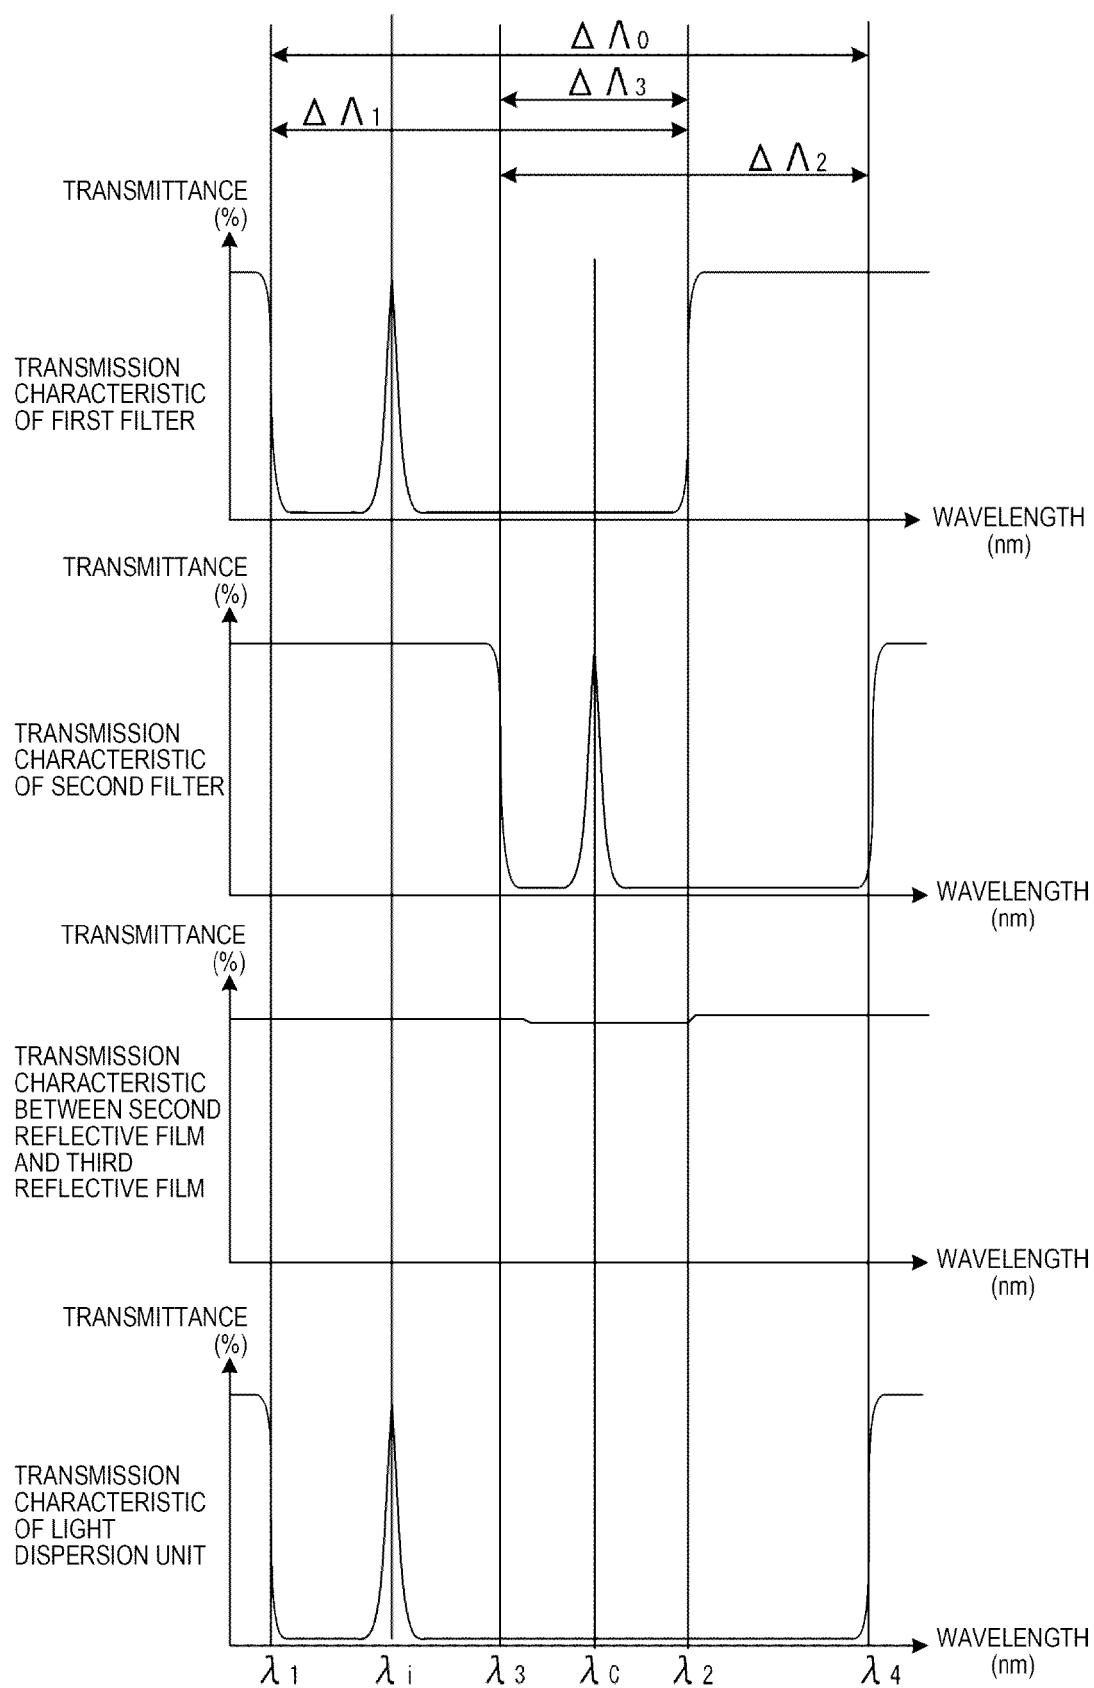 Δ Λ0
Δ Λ3
Δ Λ1
Δ Λ2
TRANSMITTANCE
(%)
TRANSMISSION
CHARACTERISTIC
OF FIRST FILTER
WAVELENGTH
(nm)
TRANSMITTANCE
(%)
TRANSMISSION
CHARACTERISTIC
OF SECOND FILTER
WAVELENGTH
(nm)
TRANSMITTANCE
(%)
TRANSMISSION
CHARACTERISTIC
BETWEEN SECOND
REFLECTIVE FILM
AND THIRD
REFLECTIVE FILM
WAVELENGTH
(nm)
TRANSMITTANCE
(%)
TRANSMISSION
CHARACTERISTIC
OF LIGHT
DISPERSION UNIT
WAVELENGTH
(nm)
λ1 λi λ3 λC λ2 λ4